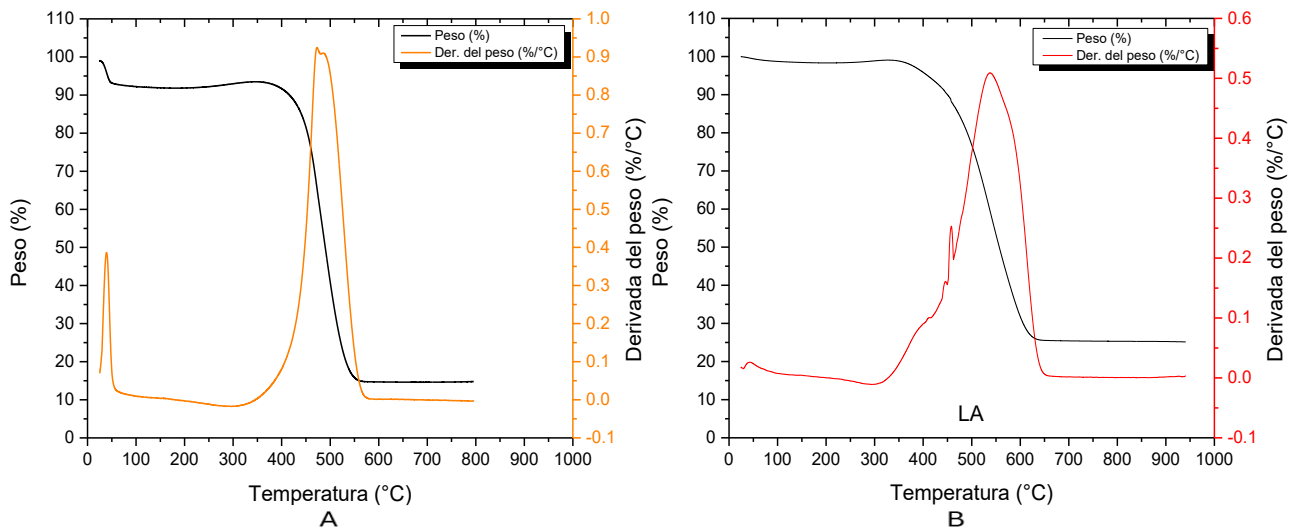 Peso (%)
Der. del peso (%/°C)
110
100
90
80
70
60
50
40
30
20
10
0
Peso (%)
1.0
0.9
0.8
0.7
0.6
0.5
0.4
0.3
0.2
0.1
0.0
-0.1
Derivada del peso (%/°C)
0 100 200 300 400 500 600 700 800 900 1000
Temperatura (°C)
A
Peso (%)
Der. del peso (%/°C)
110
100
90
80
70
60
50
40
30
20
10
0
Peso (%)
0.6
0.5
0.4
0.3
0.2
0.1
0.0
-0.1
Derivada del peso (%/°C)
LA
0 100 200 300 400 500 600 700 800 900 1000
Temperatura (°C)
B